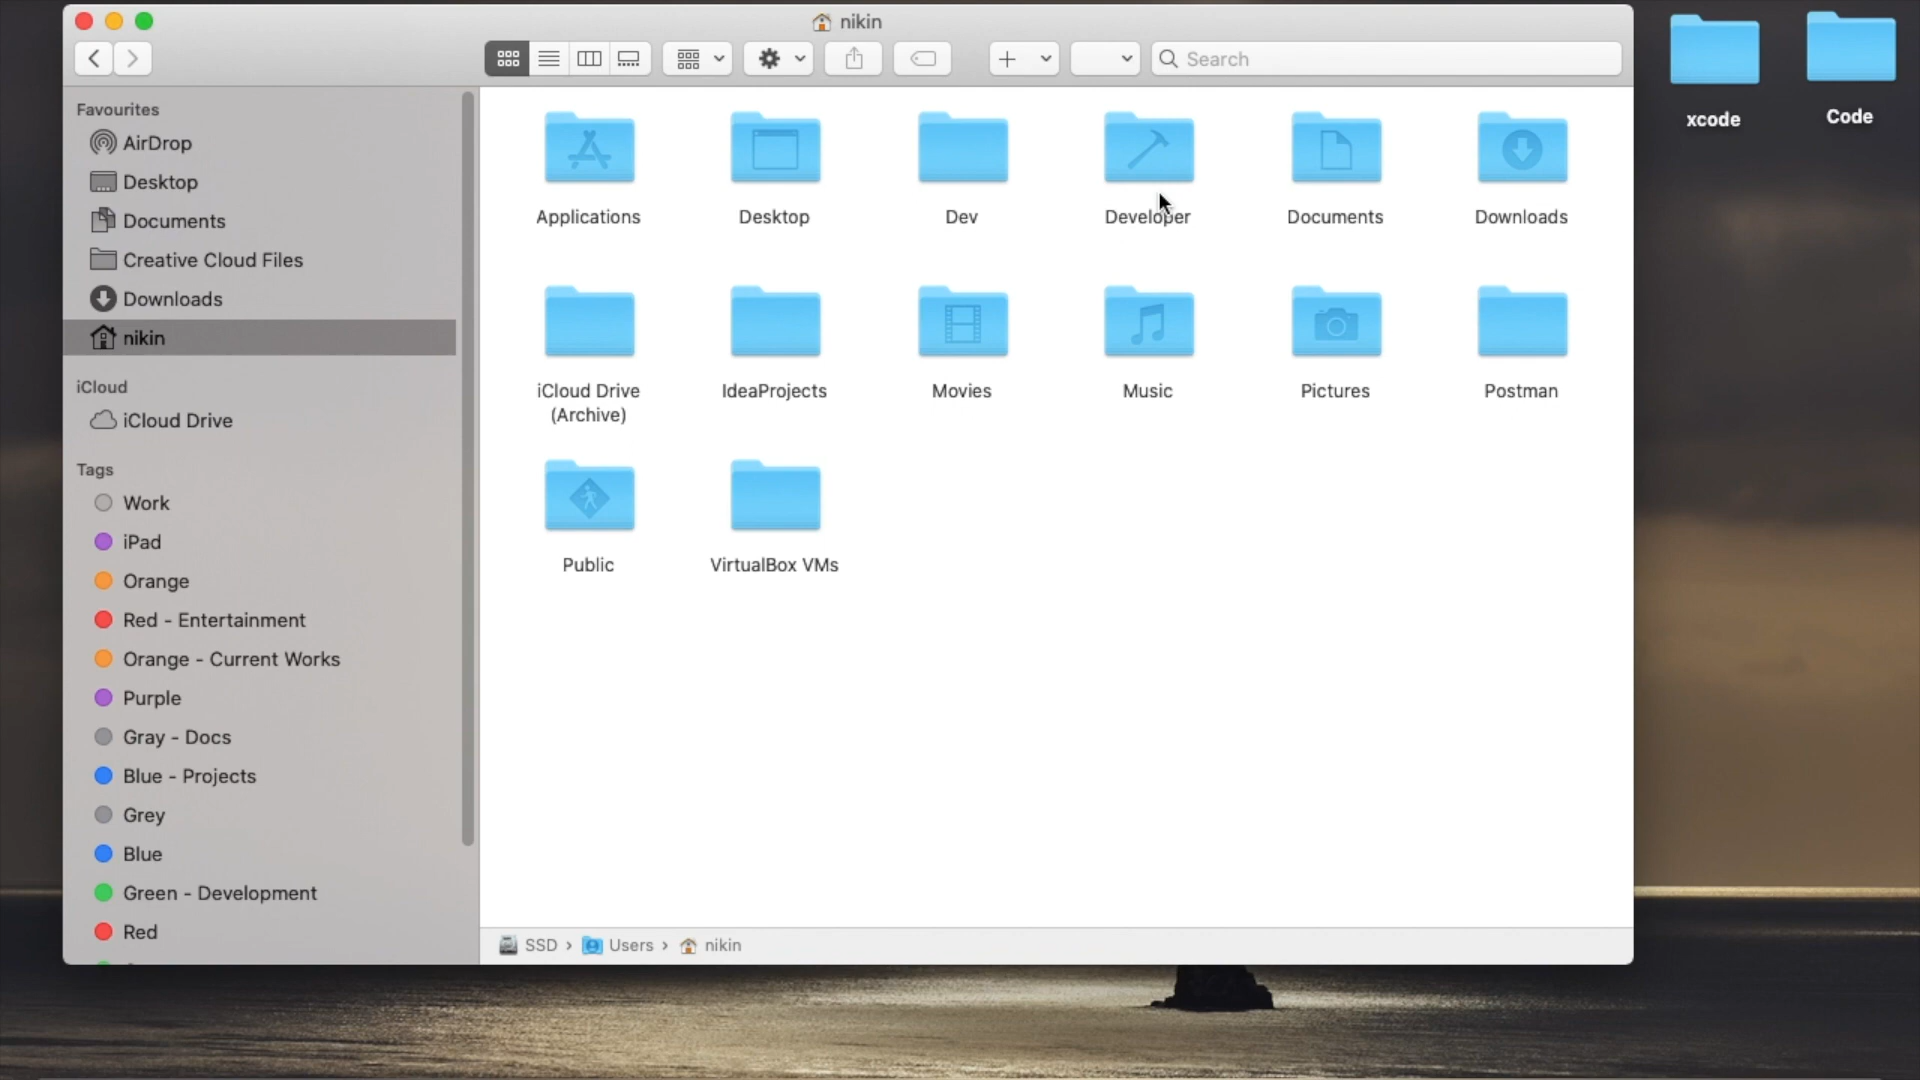 nikin
Search
xcode
Code
Favourites
AirDrop
Desktop
Documents
Creative Cloud Files
Downloads
nikin
iCloud
iCloud Drive
Tags
Work
iPad
Orange
Red - Entertainment
Orange - Current Works
Purple
Gray - Docs
Blue - Projects
Grey
Blue
Green - Development
Red
Applications
Desktop
Dev
Developer
Documents
Downloads
iCloud Drive
(Archive)
IdeaProjects
Movies
Music
Pictures
Postman
Public
VirtualBox VMs
SSD › Users › nikin